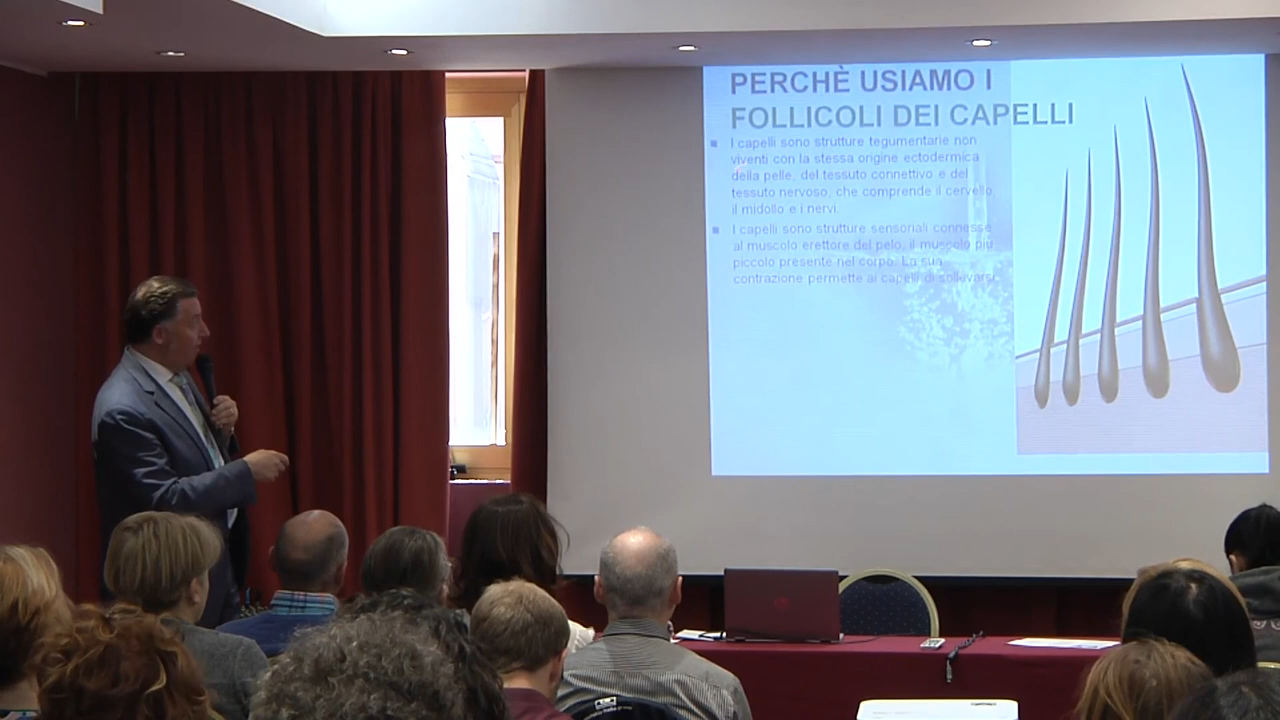 PERCHÈ USIAMO I
FOLLICOLI DEI CAPELLI
I capelli sono strutture tegumentarie non
viventi con la stessa origine ectodermica
della pelle, del tessuto connettivo e del
tessuto nervoso, che comprende il cervello
il midollo e i nervi.
I capelli sono strutture sensoriali connesse
al muscolo erettore del pelo, il muscolo più
piccolo presente nel corpo. La sua
contrazione permette ai capelli di sollevarsi